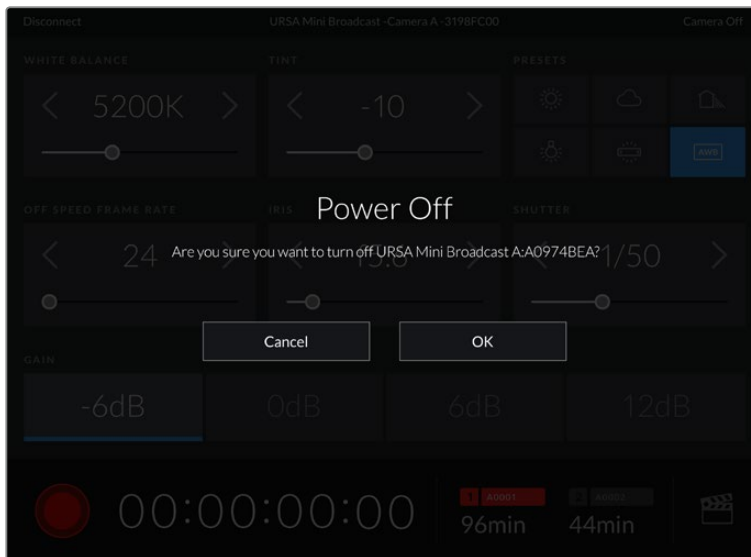 Disconnect URSA Mini Broadcast -Camera A -3198FC00 Camera Off
WHITE BALANCE TINT PRESETS
5200K -10
AWB
OFF SPEED FRAME RATE IRIS SHUTTER
Power Off
24 1/50
Are you sure you want to turn off URSA Mini Broadcast A:A0974BEA?
Cancel OK
GAIN
-6dB 0dB 6dB 12dB
00:00:00:00
1 A0001 2 A0002
96min 44min